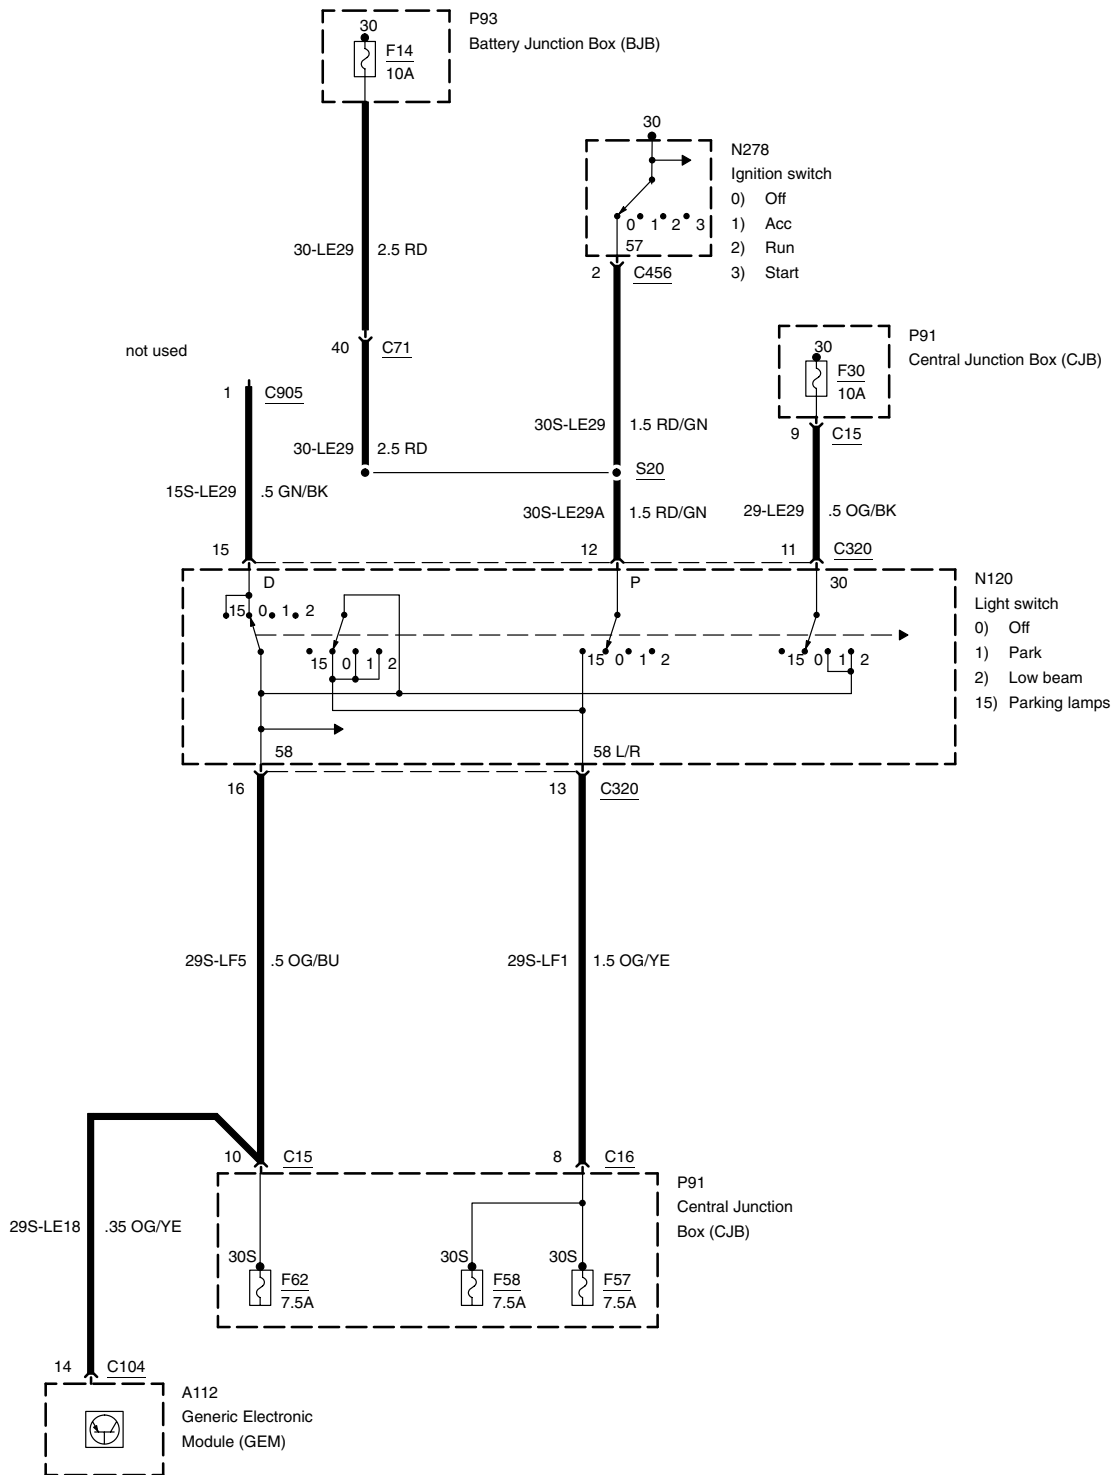 P93
Battery Junction Box (BJB)
30
F14
10A
30
N278
Ignition switch
0) Off
1) Acc
2) Run
3) Start
0 1 2 3
57
2 C456
30-LE29 2.5 RD
not used
40 C71
1 C905
P91
Central Junction Box (CJB)
30
F30
10A
9 C15
30S-LE29 1.5 RD/GN
30-LE29 2.5 RD
S20
15S-LE29 .5 GN/BK
30S-LE29A 1.5 RD/GN
29-LE29 .5 OG/BK
15 12 11 C320
D P 30
N120
Light switch
0) Off
1) Park
2) Low beam
15) Parking lamps
15 0 1 2
15 0 1 2
15 0 1 2
15 0 1 2
58 58 L/R
16 13 C320
29S-LF5 .5 OG/BU
29S-LF1 1.5 OG/YE
10 C15
8 C16
P91
Central Junction
Box (CJB)
29S-LE18 .35 OG/YE
30S 30S 30S
F62 F58 F57
7.5A 7.5A 7.5A
14 C104
A112
Generic Electronic
Module (GEM)